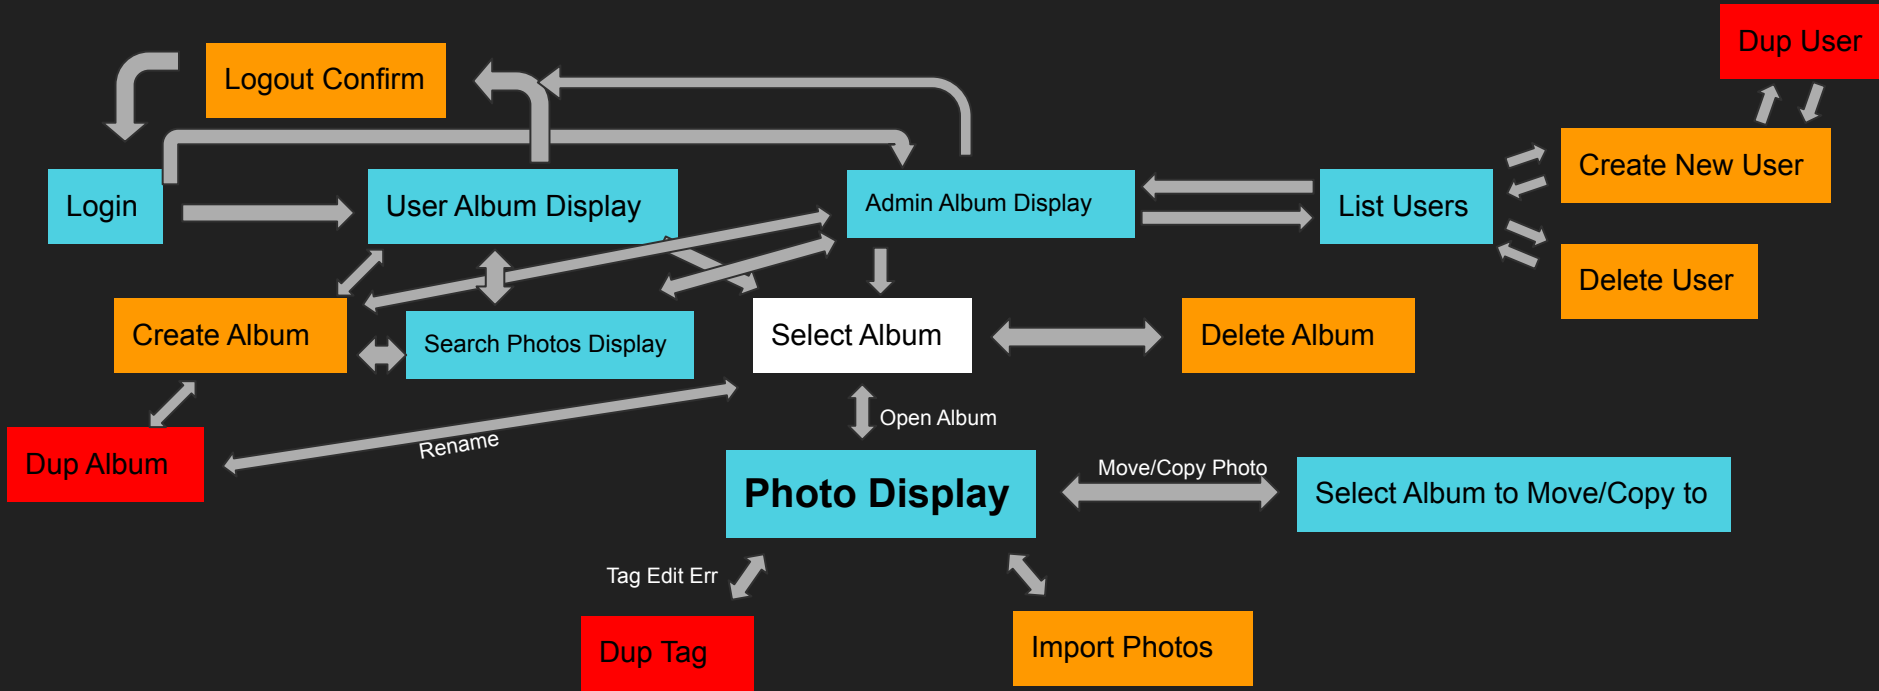 Dup User
Logout Confirm
Create New User
Login
User Album Display
Admin Album Display
List Users
Delete User
Create Album
Search Photos Display
Select Album
Delete Album
Open Album
Rename
Dup Album
Photo Display
Move/Copy Photo
Select Album to Move/Copy to
Tag Edit Err
Dup Tag
Import Photos